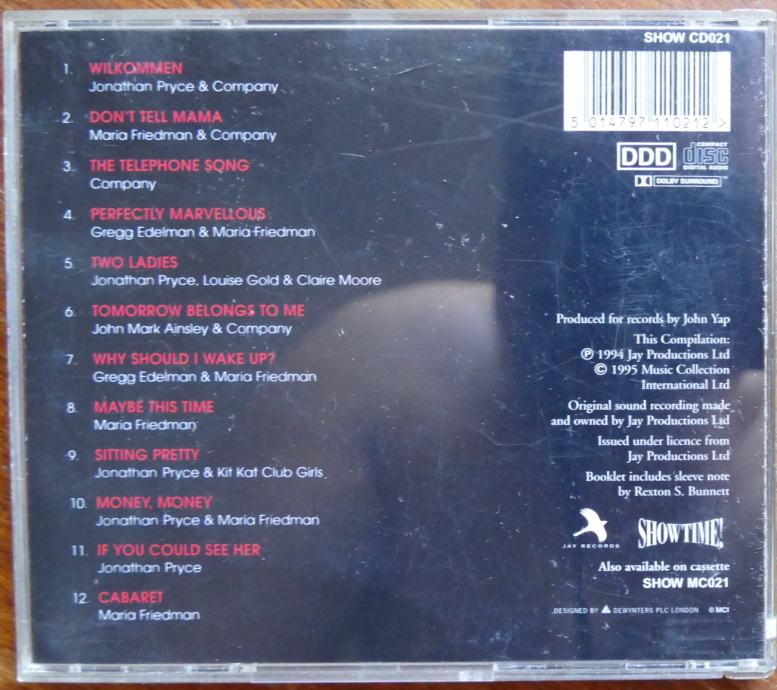 SHOW CD021
1. WILKOMMEN
Jonathan Pryce & Company
2. DON'T TELL MAMA
Maria Friedman & Company
3. THE TELEPHONE SONG
Company
4. PERFECTLY MARVELLOUS
Gregg Edelman & Maria Friedman
5. TWO LADIES
Jonathan Pryce, Louise Gold & Claire Moore
6. TOMORROW BELONGS TO ME
John Mark Ainsley & Company
7. WHY SHOULD I WAKE UP?
Gregg Edelman & Maria Friedman
8. MAYBE THIS TIME
Maria Friedman
9. SITTING PRETTY
Jonathan Pryce & Kit Kat Club Girls
10. MONEY, MONEY
Jonathan Pryce & Maria Friedman
11. IF YOU COULD SEE HER
Jonathan Pryce
12. CABARET
Maria Friedman
5 014797 110212 >
DDD
COMPACT
disc
DIGITAL AUDIO
DOLBY SURROUND™
Produced for records by John Yap
This Compilation:
℗ 1994 Jay Productions Ltd
© 1995 Music Collection
International Ltd
Original sound recording made
and owned by Jay Productions Ltd
Issued under licence from
Jay Productions Ltd
Booklet includes sleeve note
by Rexton S. Bunnett
JAY RECORDS
SHOWTIME!
Also available on cassette
SHOW MC021
DESIGNED BY DEWYNTERS PLC LONDON © MCI